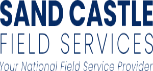 SAND CASTLE
FIELD SERVICES
Your National Field Service Provider